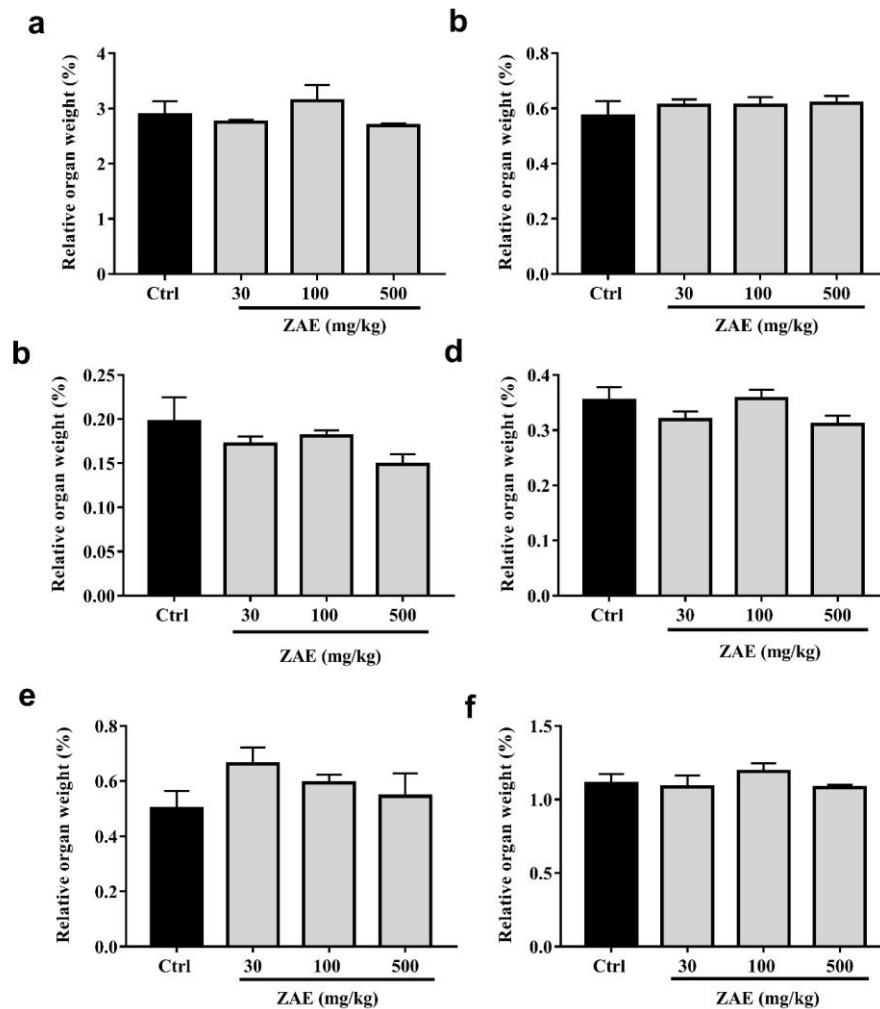 a
Relative organ weight (%)
4
3
2
1
0
Ctrl 30 100 500
ZAE (mg/kg)
b
Relative organ weight (%)
0.8
0.6
0.4
0.2
0.0
Ctrl 30 100 500
ZAE (mg/kg)
b
Relative organ weight (%)
0.25
0.20
0.15
0.10
0.05
0.00
Ctrl 30 100 500
ZAE (mg/kg)
d
Relative organ weight (%)
0.4
0.3
0.2
0.1
0.0
Ctrl 30 100 500
ZAE (mg/kg)
e
Relative organ weight (%)
0.8
0.6
0.4
0.2
0.0
Ctrl 30 100 500
ZAE (mg/kg)
f
Relative organ weight (%)
1.5
1.0
0.5
0.0
Ctrl 30 100 500
ZAE (mg/kg)